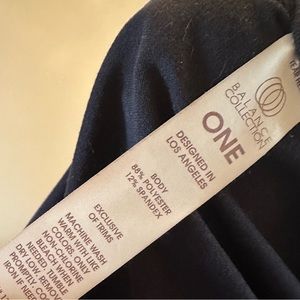 BALANCE
COLLECTION
ONE
DESIGNED IN
LOS ANGELES
BODY
88% POLYESTER
12% SPANDEX
EXCLUSIVE
OF TRIMS
MACHINE WASH
WARM WITH LIKE
COLORS. ONLY
NON-CHLORINE
BLEACH WHEN
NEEDED. TUMBLE
DRY LOW. REMOVE
PROMPTLY. COOL
IRON IF NEEDED